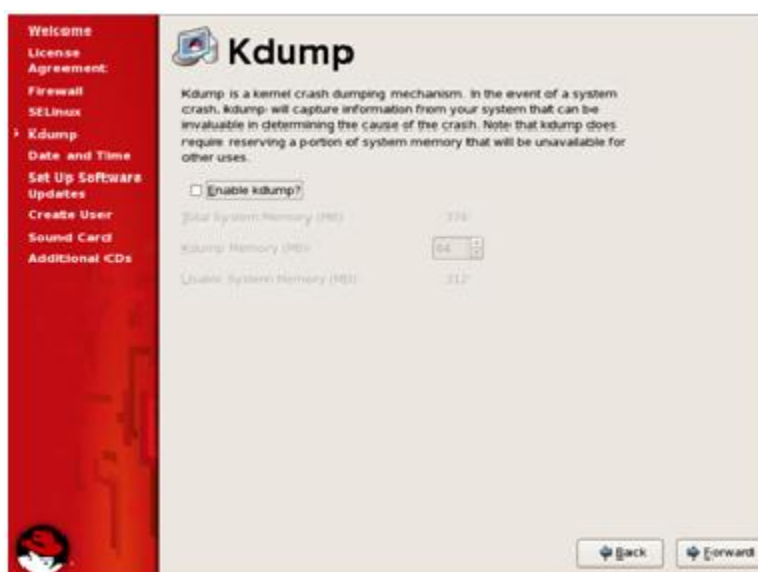 Welcome
License
Agreement
Firewall
SELinux
Kdump
Date and Time
Set Up Software
Updates
Create User
Sound Card
Additional CDs
Kdump
Kdump is a kernel crash dumping mechanism. In the event of a system
crash, kdump will capture information from your system that can be
invaluable in determining the cause of the crash. Note that kdump does
require reserving a portion of system memory that will be unavailable for
other uses.
Enable kdump?
Total System Memory (MB):
Kdump Memory (MB): 64
Usable System Memory (MB): 312
Back
Forward